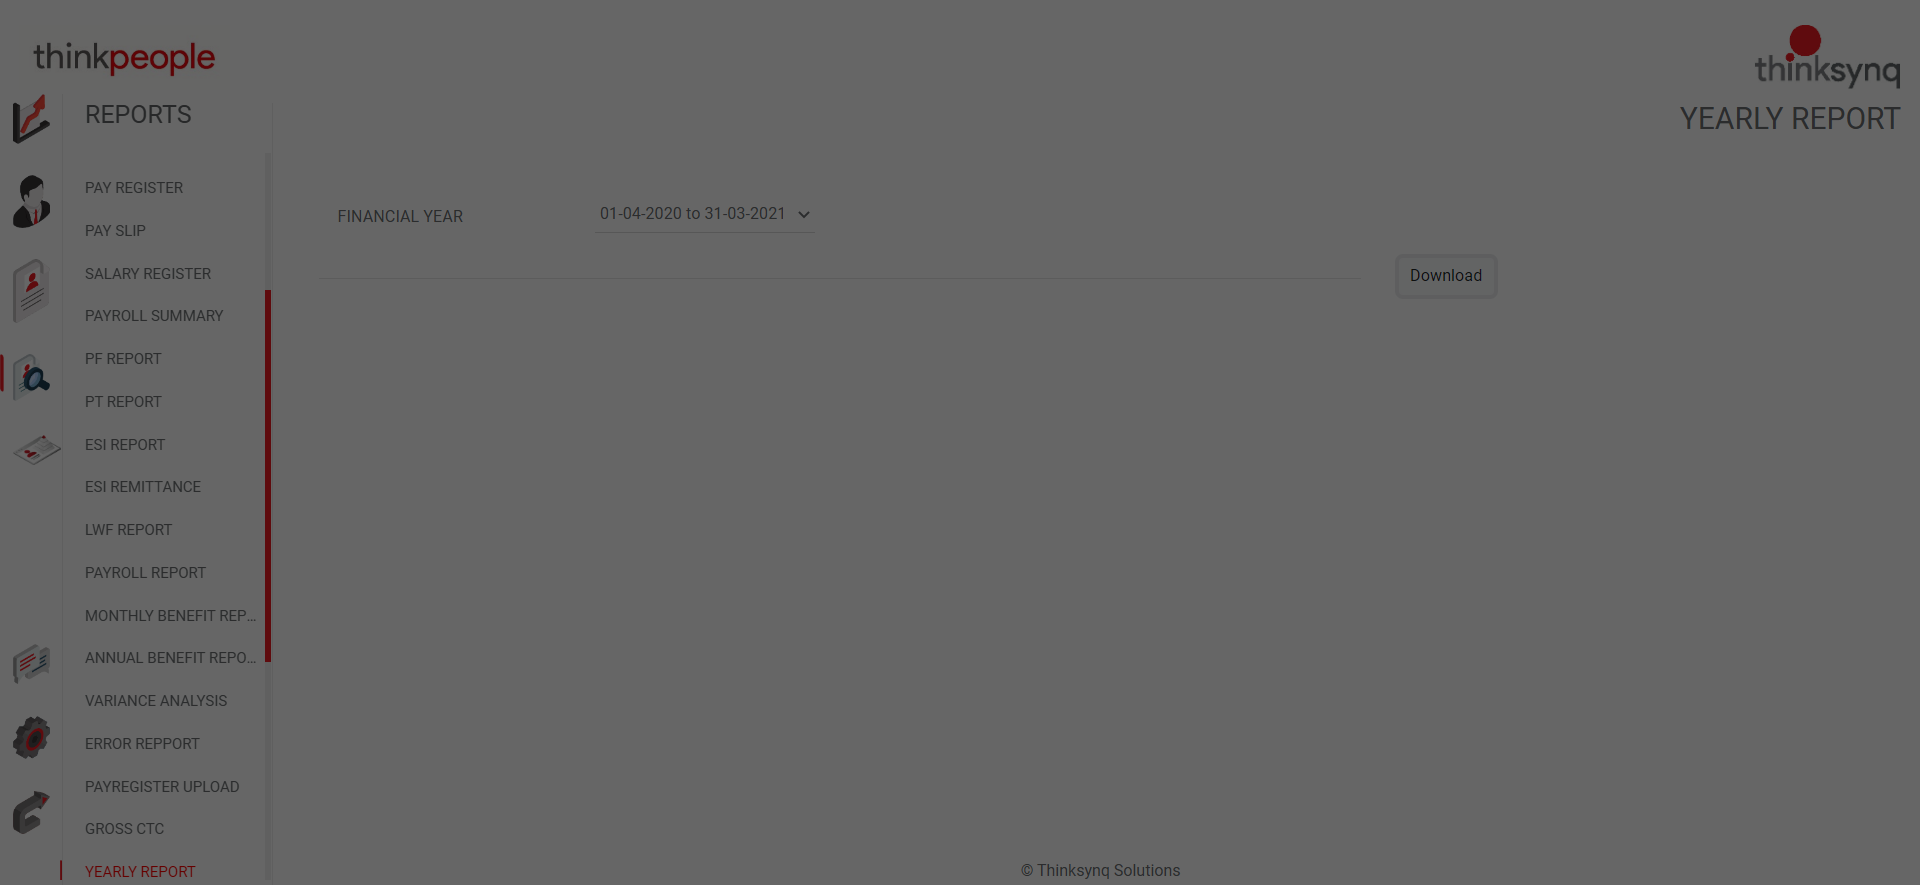 thinkpeople
thinksynq
REPORTS
YEARLY REPORT
PAY REGISTER
PAY SLIP
SALARY REGISTER
PAYROLL SUMMARY
PF REPORT
PT REPORT
ESI REPORT
ESI REMITTANCE
LWF REPORT
PAYROLL REPORT
MONTHLY BENEFIT REP...
ANNUAL BENEFIT REPO...
VARIANCE ANALYSIS
ERROR REPPORT
PAYREGISTER UPLOAD
GROSS CTC
YEARLY REPORT
FINANCIAL YEAR
01-04-2020 to 31-03-2021
Download
© Thinksynq Solutions